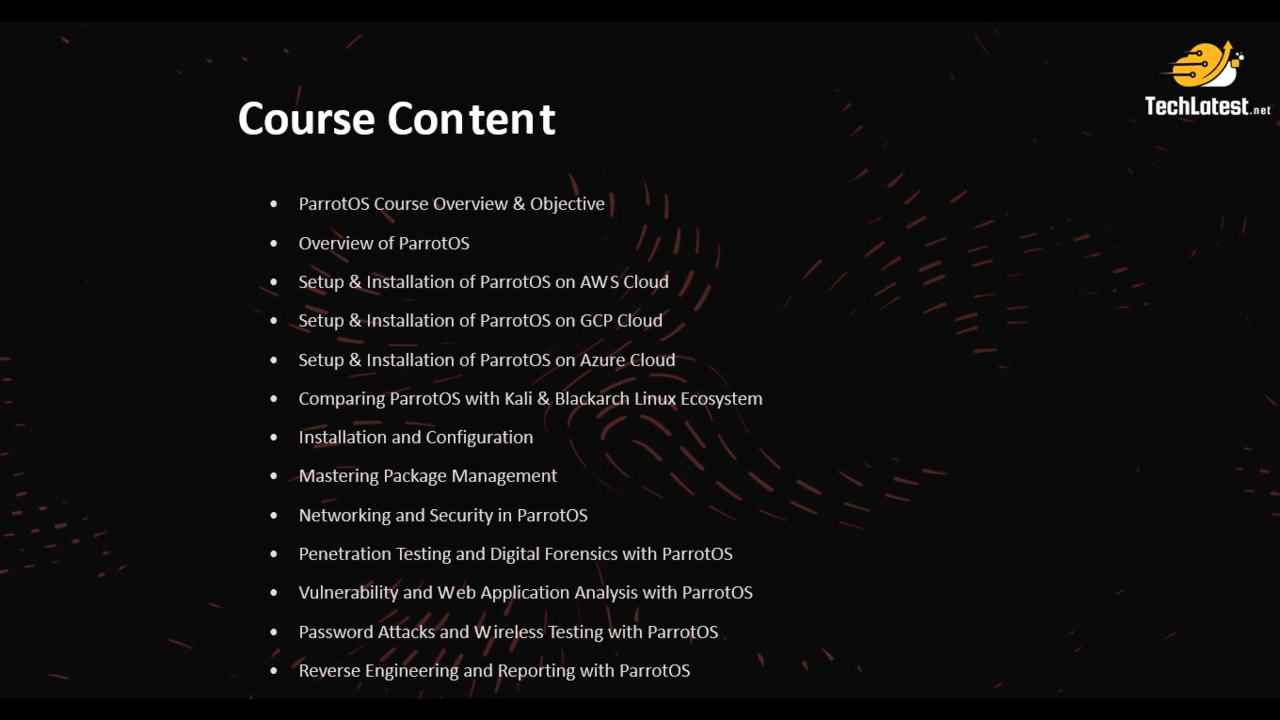 TechLatest.net
Course Content
• ParrotOS Course Overview & Objective
• Overview of ParrotOS
• Setup & Installation of ParrotOS on AWS Cloud
• Setup & Installation of ParrotOS on GCP Cloud
• Setup & Installation of ParrotOS on Azure Cloud
• Comparing ParrotOS with Kali & Blackarch Linux Ecosystem
• Installation and Configuration
• Mastering Package Management
• Networking and Security in ParrotOS
• Penetration Testing and Digital Forensics with ParrotOS
• Vulnerability and Web Application Analysis with ParrotOS
• Password Attacks and Wireless Testing with ParrotOS
• Reverse Engineering and Reporting with ParrotOS